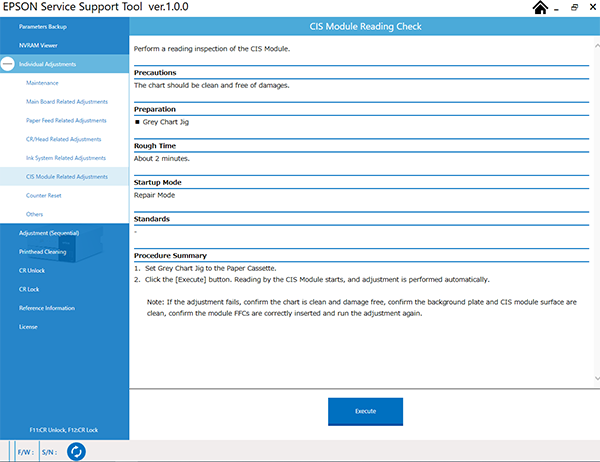 EPSON Service Support Tool ver.1.0.0
Parameters Backup
NVRAM Viewer
Individual Adjustments
Maintenance
Main Board Related Adjustments
Paper Feed Related Adjustments
CR/Head Related Adjustments
Ink System Related Adjustments
CIS Module Related Adjustments
Counter Reset
Others
Adjustment (Sequential)
Printhead Cleaning
CR Unlock
CR Lock
Reference Information
License
F11:CR Unlock, F12:CR Lock
CIS Module Reading Check
Perform a reading inspection of the CIS Module.
Precautions
The chart should be clean and free of damages.
Preparation
■ Grey Chart Jig
Rough Time
About 2 minutes.
Startup Mode
Repair Mode
Standards
-
Procedure Summary
1. Set Grey Chart Jig to the Paper Cassette.
2. Click the [Execute] button. Reading by the CIS Module starts, and adjustment is performed automatically.
Note: If the adjustment fails, confirm the chart is clean and damage free, confirm the background plate and CIS module surface are
clean, confirm the module FFCs are correctly inserted and run the adjustment again.
Execute
F/W : S/N :